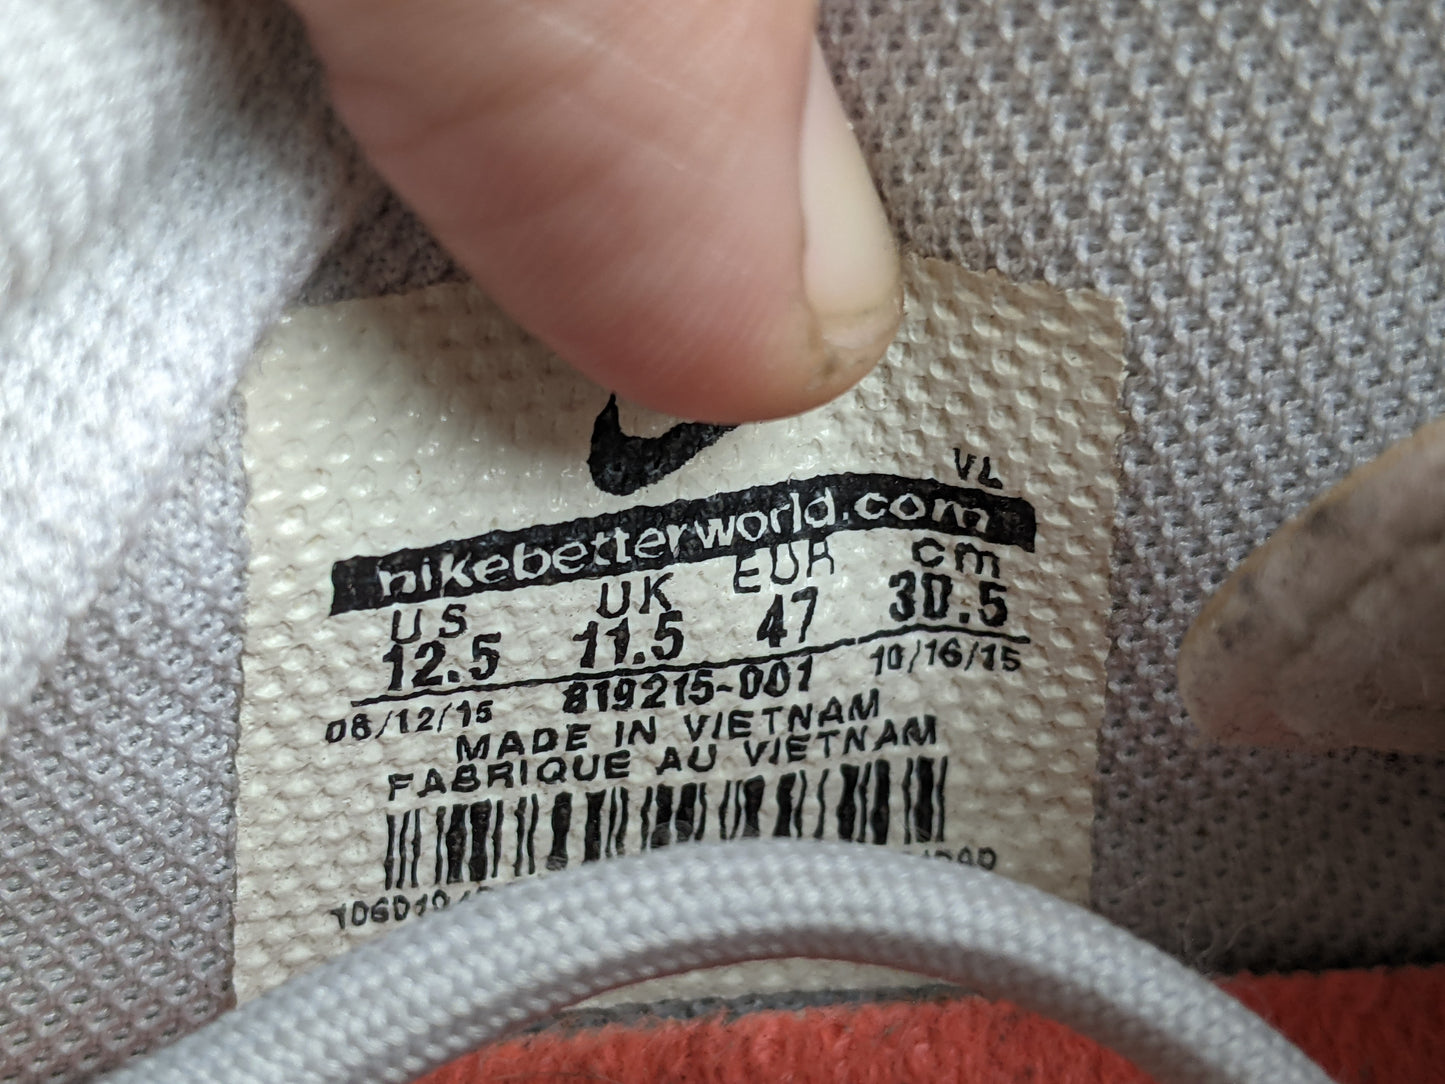 VL
nikebetterworld.com
US UK EUR cm
12.5 11.5 47 30.5
08/12/15 819215-001 10/16/15
MADE IN VIETNAM
FABRIQUE AU VIETNAM